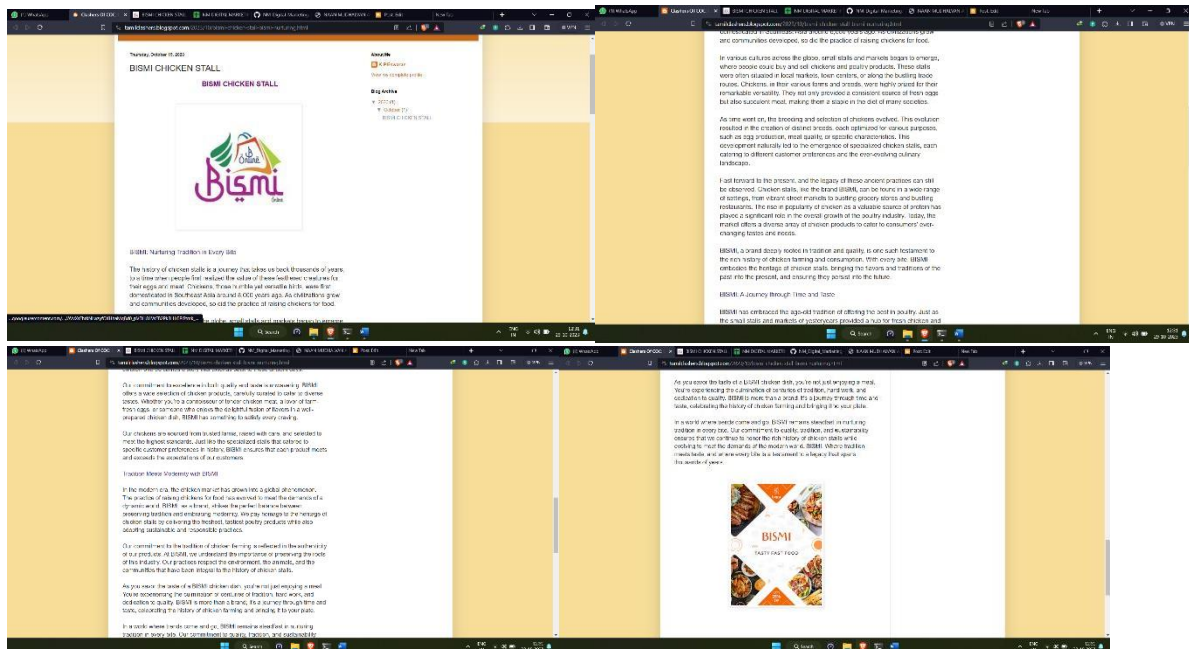 Thursday, October 19, 2023
BISMI CHICKEN STALL
BISMI CHICKEN STALL
Online
Bismi
BISMI, Nurturing Tradition in Every Bite
The history of chicken stalls is a journey that takes us back thousands of years,
to a time when people first realized the value of these feathered creatures for
their eggs and meat. Chickens, those humble yet versatile birds, were first
domesticated in Southeast Asia around 8,000 years ago. As civilizations grew
and communities developed, so did the practice of raising chickens for food.
About Me
View my complete profile
Blog Archive
BISMI CHICKEN STALL
and communities developed, so did the practice of raising chickens for food.
In various cultures across the globe, small stalls and markets began to emerge,
where people could buy and sell chickens and poultry products. These stalls
were often situated in local markets, town centers, or along the bustling trade
routes. Chickens, in their various forms and breeds, were highly prized for their
remarkable versatility. They not only provided a consistent source of fresh eggs
but also succulent meat, making them a staple in the diet of many societies.
As time went on, the breeding and selection of chickens evolved. This evolution
resulted in the creation of distinct breeds, each optimized for various purposes,
such as egg production, meat quality, or specific characteristics. This
development naturally led to the emergence of specialized chicken stalls, each
catering to different customer preferences and the ever-evolving culinary
landscape.
Fast forward to the present, and the legacy of these ancient practices can still
be observed. Chicken stalls, like the brand BISMI, can be found in a wide range
of settings, from vibrant street markets to bustling grocery stores and bustling
restaurants. The rise in popularity of chicken as a valuable source of protein has
played a significant role in the overall growth of the poultry industry. Today, the
market offers a diverse array of chicken products to cater to consumers' ever-
changing tastes and needs.
BISMI, a brand deeply rooted in tradition and quality, is one such testament to
the rich history of chicken farming and consumption. With every bite, BISMI
embodies the heritage of chicken stalls, bringing the flavors and traditions of the
past into the present, and ensuring they persist into the future.
BISMI: A Journey through Time and Taste
BISMI has embraced the age-old tradition of offering the best in poultry. Just as
the small stalls and markets of yesteryears provided a hub for fresh chicken and
Our commitment to excellence in both quality and taste is unwavering. BISMI
offers a wide selection of chicken products, carefully curated to cater to diverse
tastes. Whether you're a connoisseur of tender chicken meat, a lover of farm-
fresh eggs, or someone who enjoys the delightful fusion of flavors in a well-
prepared chicken dish, BISMI has something to satisfy every craving.
Our chickens are sourced from trusted farms, raised with care, and selected to
meet the highest standards. Just like the specialized stalls that catered to
specific customer preferences in history, BISMI ensures that each product meets
and exceeds the expectations of our customers.
Tradition Meets Modernity with BISMI
In the modern era, the chicken market has grown into a global phenomenon.
The practice of raising chickens for food has evolved to meet the demands of a
dynamic world. BISMI, as a brand, strikes the perfect balance between
preserving tradition and embracing modernity. We pay homage to the heritage of
chicken stalls by delivering the freshest, tastiest poultry products while also
adopting sustainable and responsible practices.
Our commitment to the tradition of chicken farming is reflected in the authenticity
of our products. At BISMI, we understand the importance of preserving the roots
of this industry. Our practices respect the environment, the animals, and the
communities that have been integral to the history of chicken stalls.
As you savor the taste of a BISMI chicken dish, you're not just enjoying a meal.
You're experiencing the culmination of centuries of tradition, hard work, and
dedication to quality. BISMI is more than a brand; it's a journey through time and
taste, celebrating the history of chicken farming and bringing it to your plate.
In a world where trends come and go, BISMI remains steadfast in nurturing
tradition in every bite. Our commitment to quality, tradition, and sustainability
As you savor the taste of a BISMI chicken dish, you're not just enjoying a meal.
You're experiencing the culmination of centuries of tradition, hard work, and
dedication to quality. BISMI is more than a brand; it's a journey through time and
taste, celebrating the history of chicken farming and bringing it to your plate.
In a world where trends come and go, BISMI remains steadfast in nurturing
tradition in every bite. Our commitment to quality, tradition, and sustainability
ensures that we continue to honor the rich history of chicken stalls while
evolving to meet the demands of the modern world. BISMI: Where tradition
meets taste, and where every bite is a testament to a legacy that spans
thousands of years.
BISMI
TASTY FAST FOOD